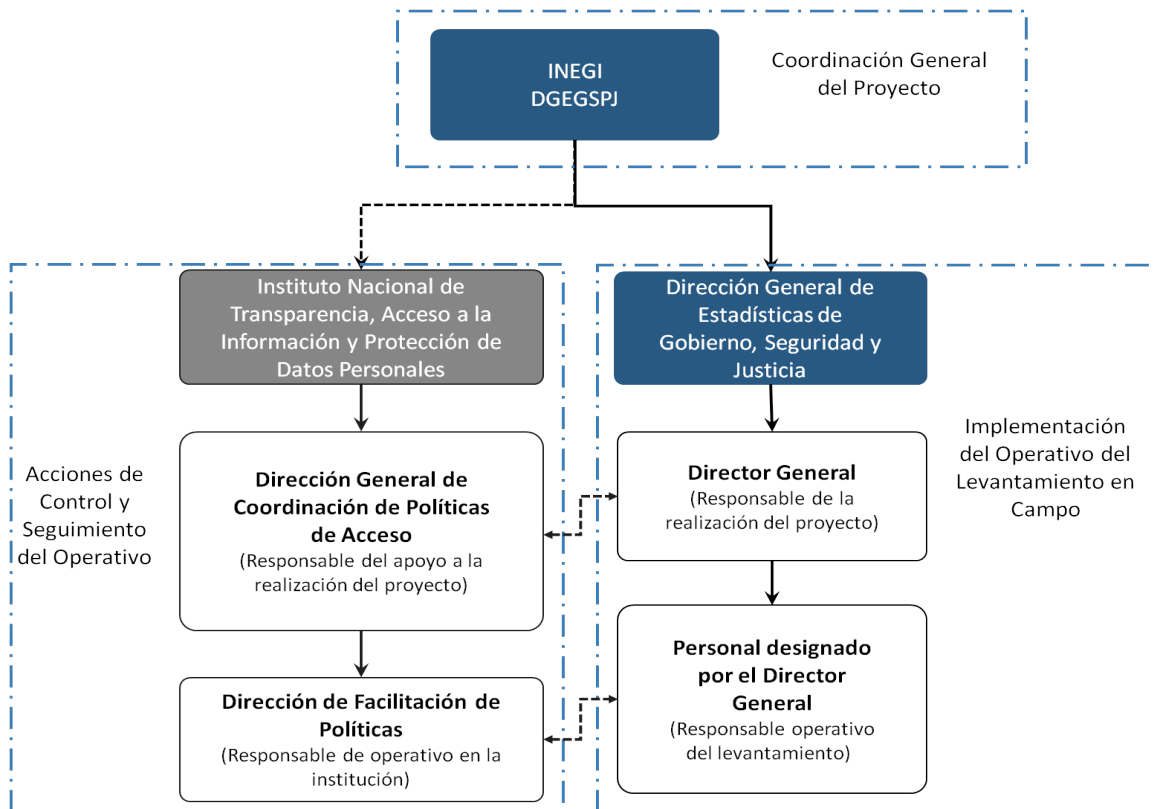 INEGI
DGEGSPJ
Coordinación General
del Proyecto
Instituto Nacional de
Transparencia, Acceso a la
Información y Protección de
Datos Personales
Dirección General de
Estadísticas de
Gobierno, Seguridad y
Justicia
Acciones de
Control y
Seguimiento
del Operativo
Dirección General de
Coordinación de Políticas
de Acceso
(Responsable del apoyo a la
realización del proyecto)
Director General
(Responsable de la
realización del proyecto)
Implementación
del Operativo del
Levantamiento en
Campo
Dirección de Facilitación de
Políticas
(Responsable de operativo en la
institución)
Personal designado
por el Director
General
(Responsable operativo
del levantamiento)